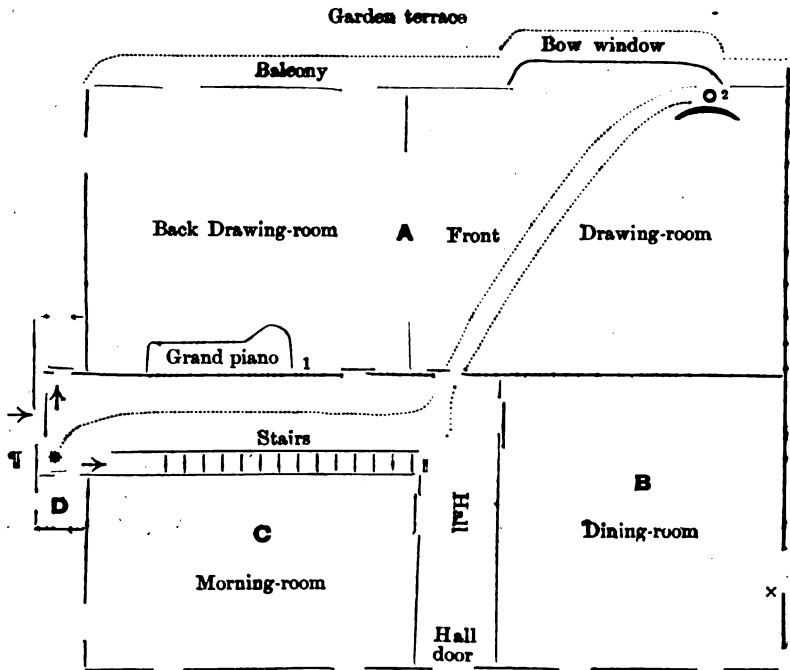 Garden terrace
Bow window
Balcony
2
Back Drawing-room
A
Front
Drawing-room
Grand piano
1
Stairs
¶
D
C
B
Hall
Dining-room
Morning-room
×
Hall
door